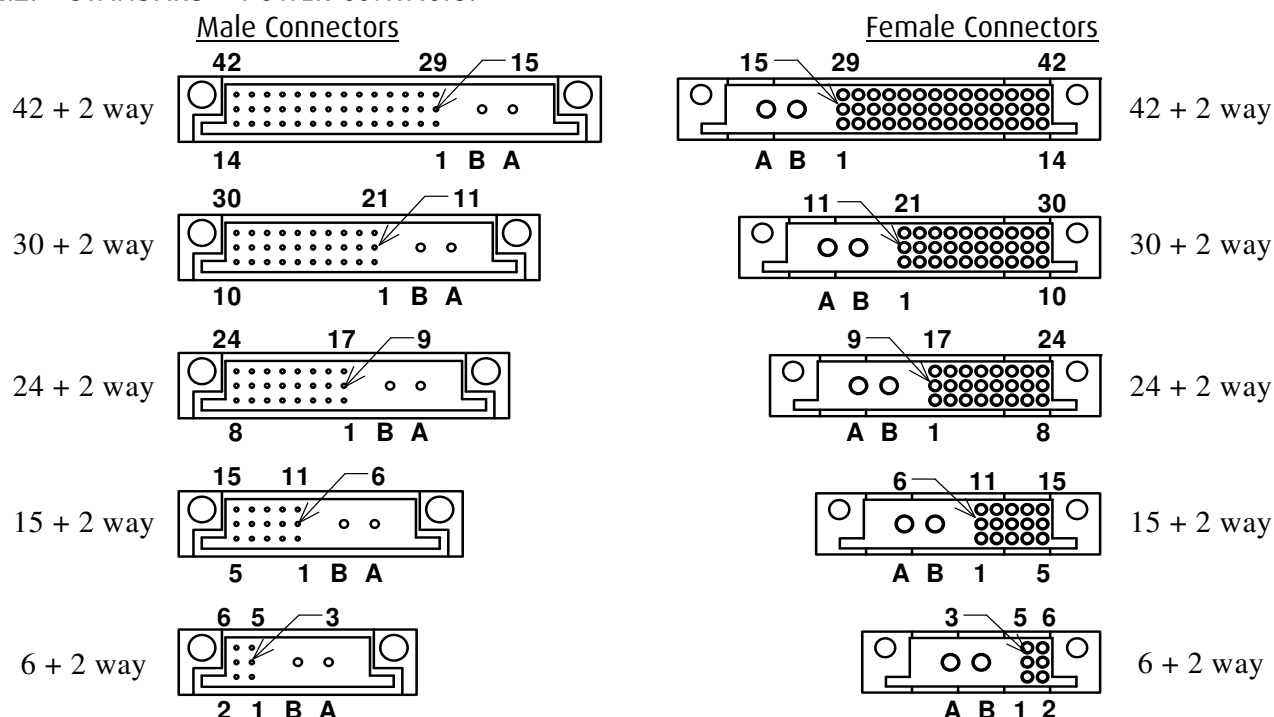 Male Connectors
Female Connectors
42 29 15
15 29 42
42 + 2 way
42 + 2 way
14 1 B A
A B 1 14
30 21 11
11 21 30
30 + 2 way
30 + 2 way
10 1 B A
A B 1 10
24 17 9
9 17 24
24 + 2 way
24 + 2 way
8 1 B A
A B 1 8
15 11 6
6 11 15
15 + 2 way
15 + 2 way
5 1 B A
A B 1 5
6 5 3
3 5 6
6 + 2 way
6 + 2 way
2 1 B A
A B 1 2